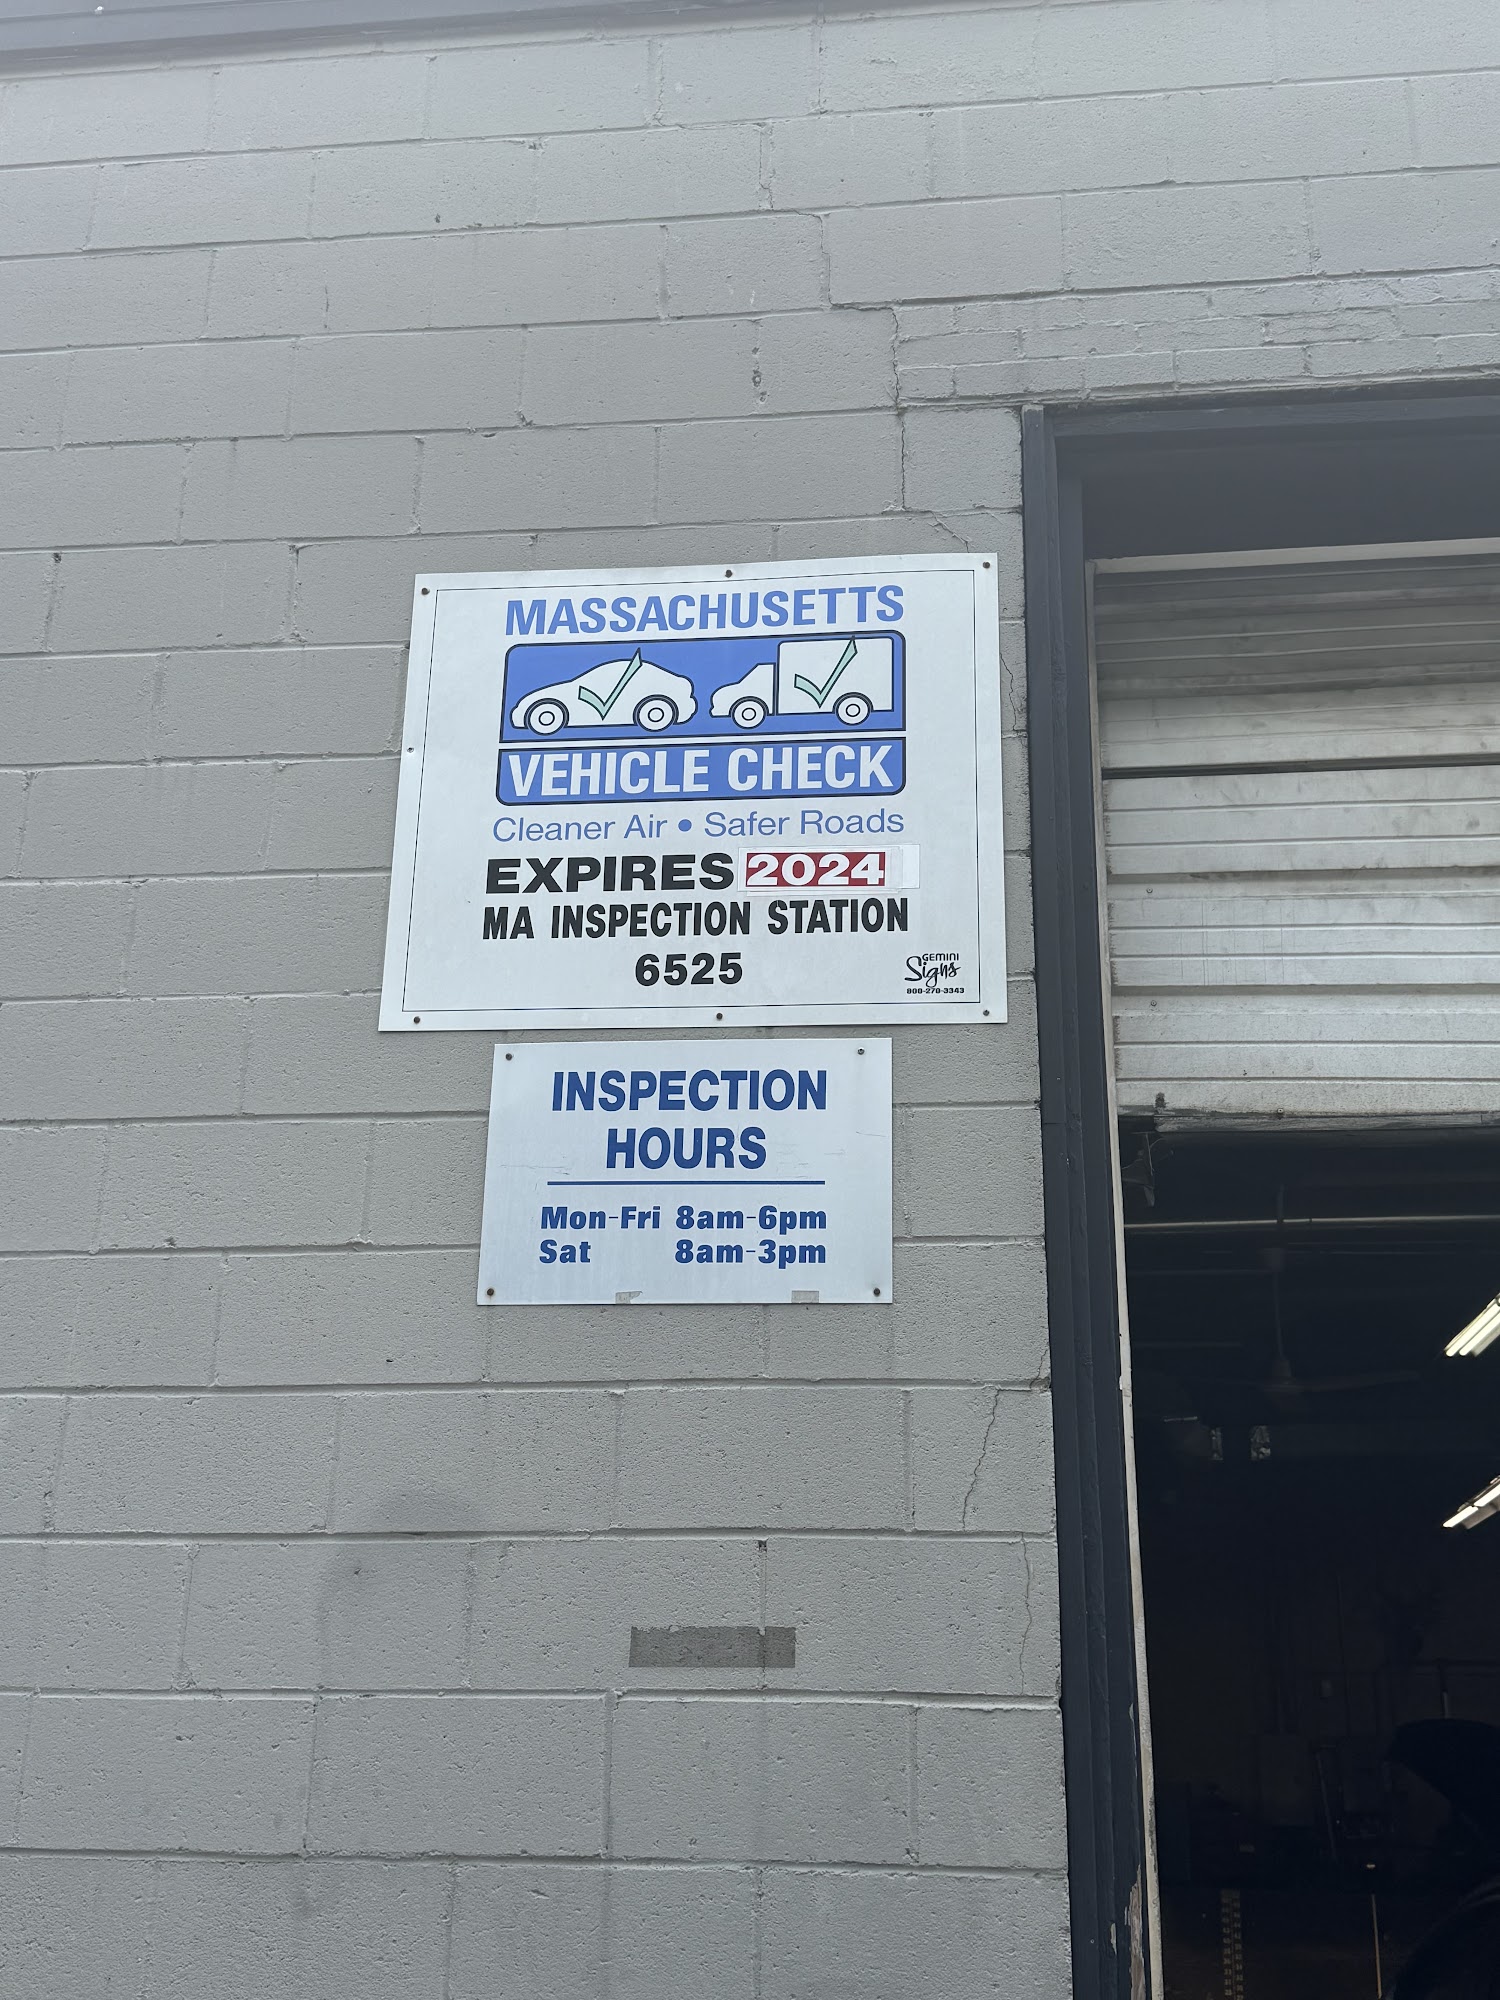 MASSACHUSETTS
VEHICLE CHECK
Cleaner Air • Safer Roads
EXPIRES 2024
MA INSPECTION STATION
6525
GEMINI
Signs
800-270-3343
INSPECTION
HOURS
Mon-Fri 8am-6pm
Sat 8am-3pm